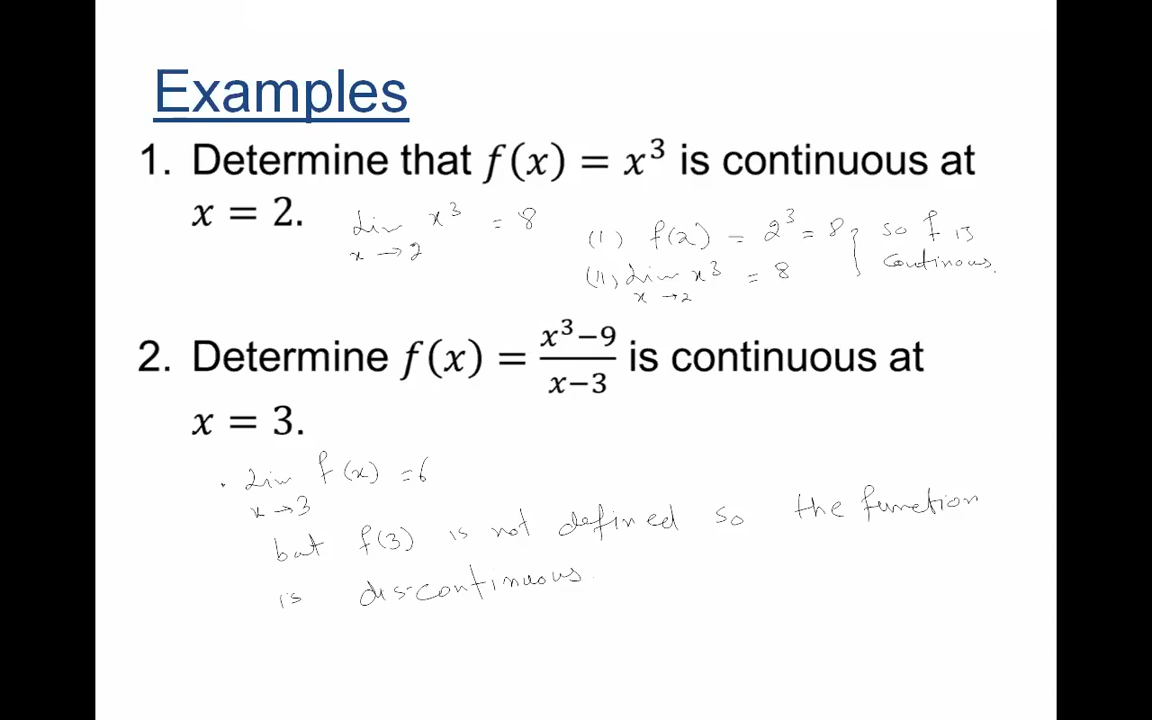 Examples
1. Determine that f(x) = x³ is continuous at
x = 2.
lim x³ = 8
x → 2
(i) f(2) = 2³ = 8
(ii) lim x³ = 8
x → 2
} so f is
continous.
2. Determine f(x) = (x³−9)/(x−3) is continuous at
x = 3.
. lim f(x) = 6
x → 3
but f(3) is not defined so the function
is discontinuous.